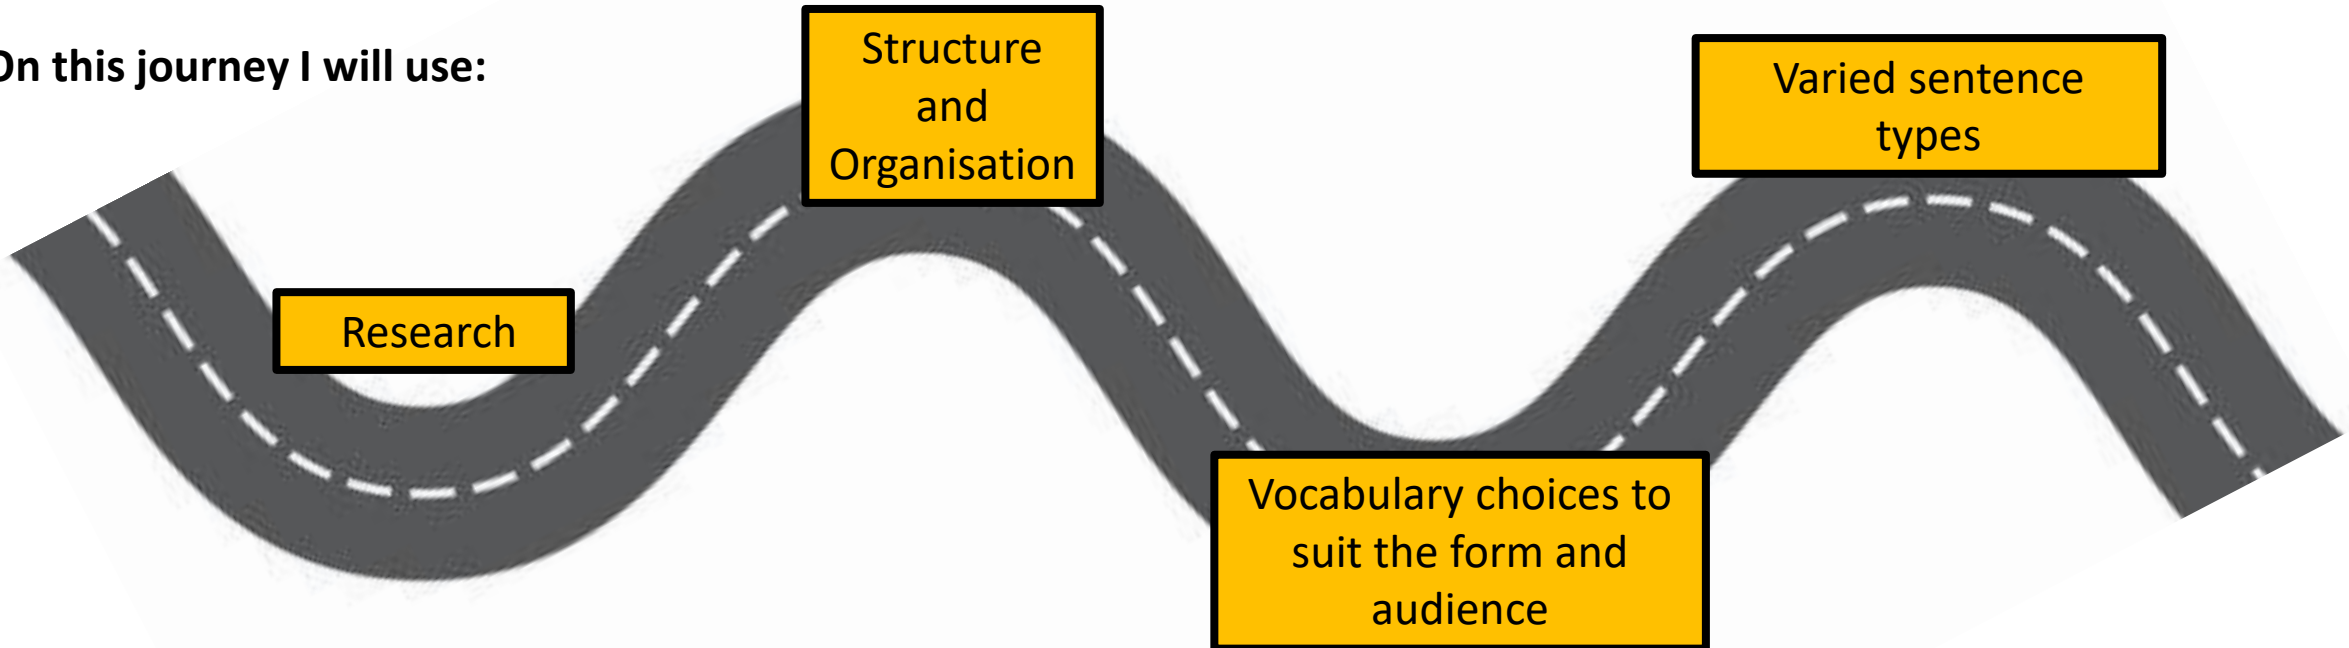 On this journey I will use:
Research
Structure
and
Organisation
Vocabulary choices to
suit the form and
audience
Varied sentence
types